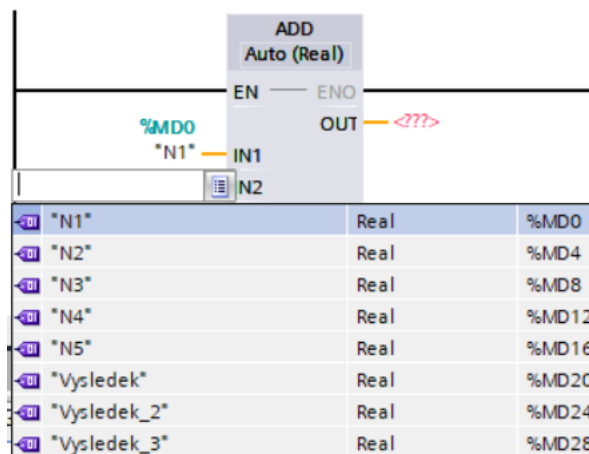 ADD
Auto (Real)
EN ENO
%MD0
OUT <???>
"N1" IN1
N2
"N1" Real %MD0
"N2" Real %MD4
"N3" Real %MD8
"N4" Real %MD12
"N5" Real %MD16
"Vysledek" Real %MD20
"Vysledek_2" Real %MD24
"Vysledek_3" Real %MD28